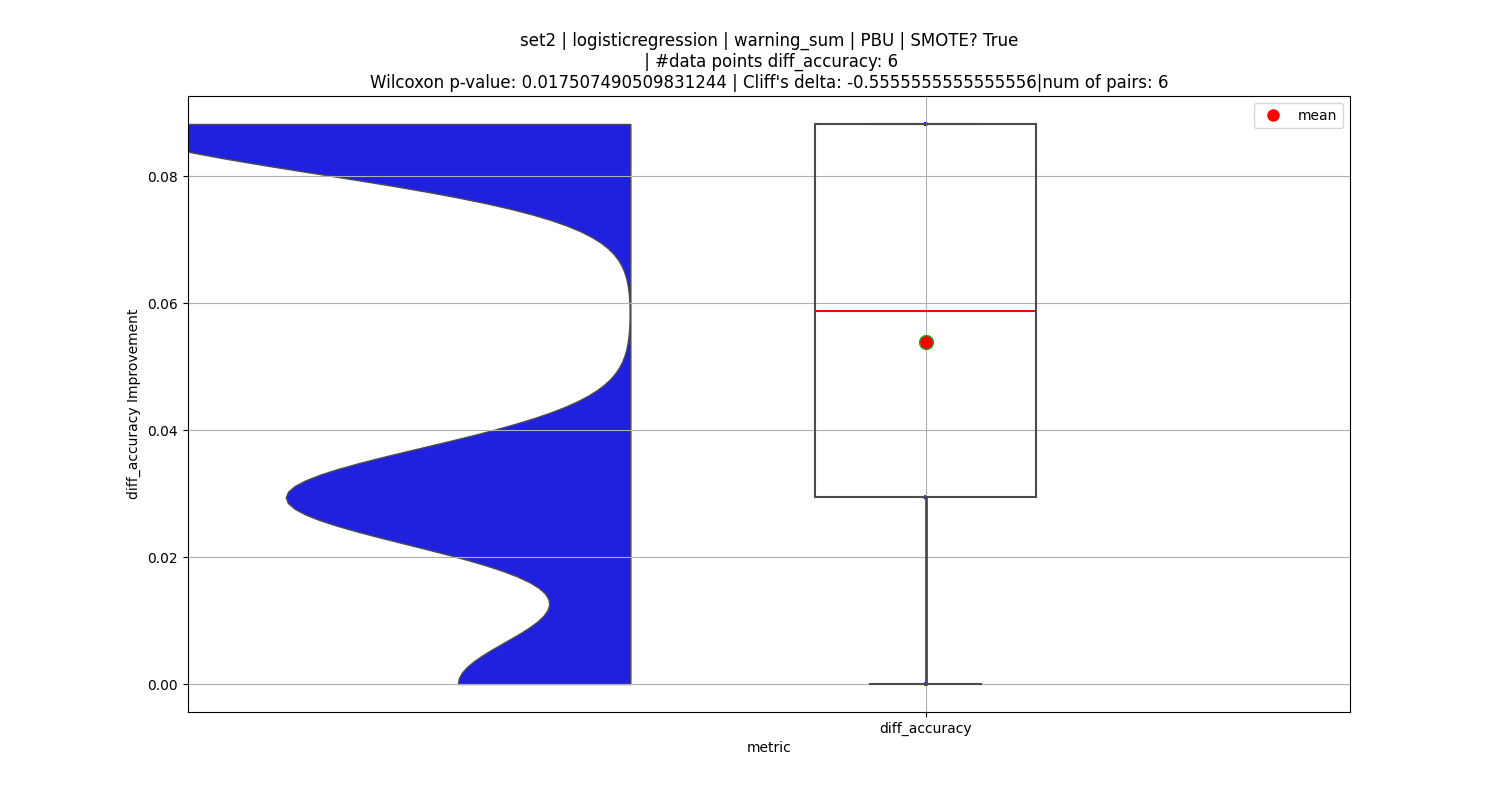 set2 | logisticregression | warning_sum | PBU | SMOTE? True
| #data points diff_accuracy: 6
Wilcoxon p-value: 0.017507490509831244 | Cliff's delta: -0.5555555555555556|num of pairs: 6
mean
0.08
0.06
0.04
0.02
0.00
diff_accuracy Improvement
diff_accuracy
metric